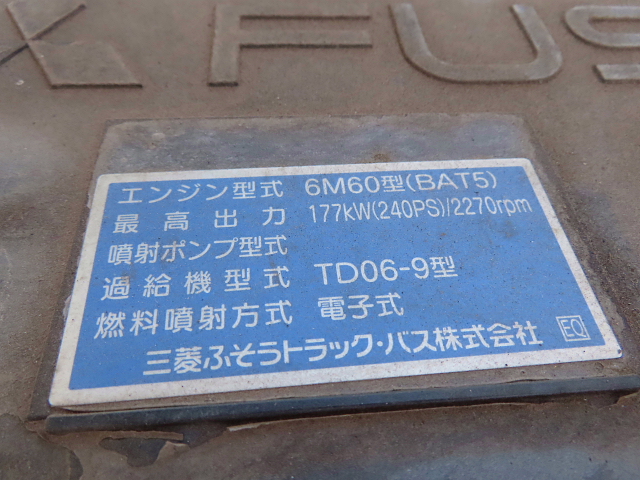 FUS
エンジン型式 6M60型(BAT5)
最高出力 177kW(240PS)/2270rpm
噴射ポンプ型式
過給機型式 TD06-9型
燃料噴射方式 電子式
三菱ふそうトラック・バス株式会社 EQ